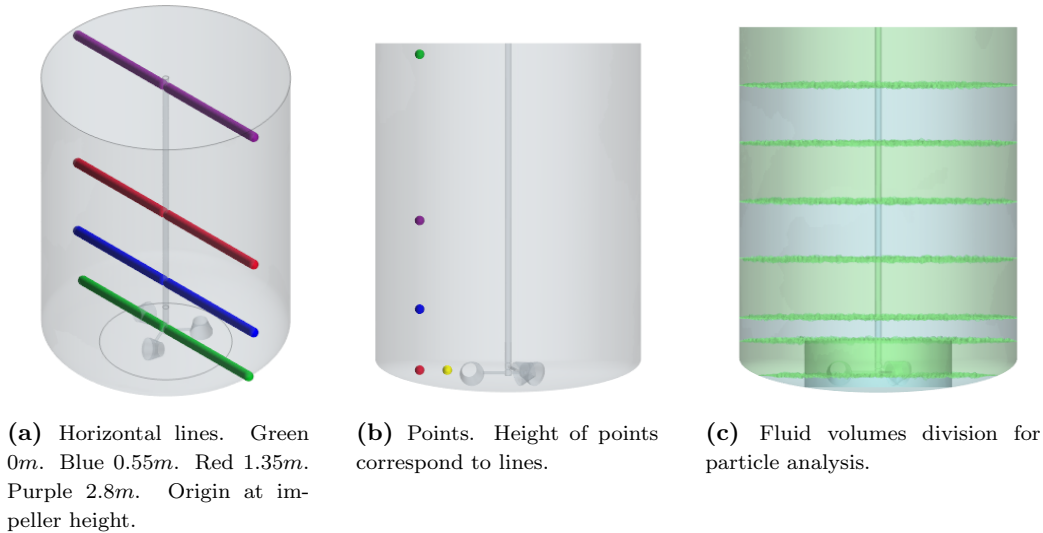 (a) Horizontal lines. Green
0m. Blue 0.55m. Red 1.35m.
Purple 2.8m. Origin at im-
peller height.
(b) Points. Height of points
correspond to lines.
(c) Fluid volumes division for
particle analysis.